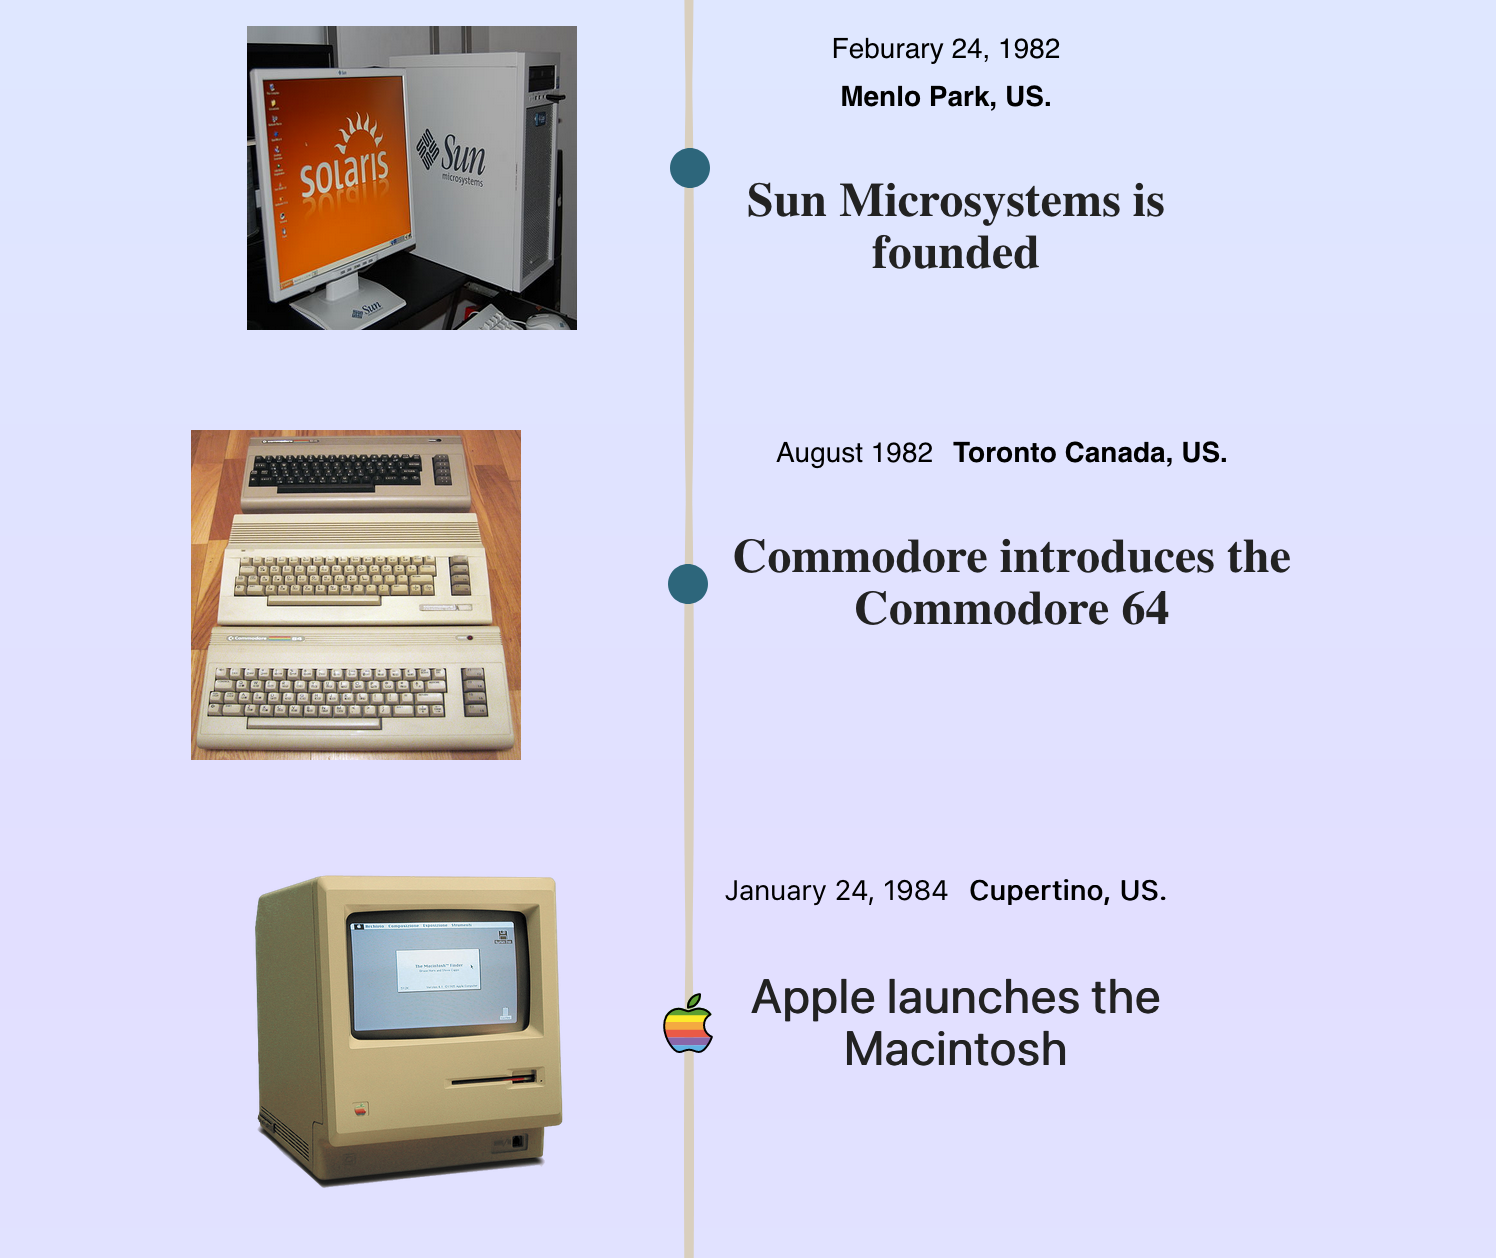 Feburary 24, 1982
Menlo Park, US.
solaris
Sun
microsystems
Sun
Sun Microsystems is
founded
August 1982 Toronto Canada, US.
Commodore introduces the
Commodore 64
January 24, 1984 Cupertino, US.
Apple launches the
Macintosh